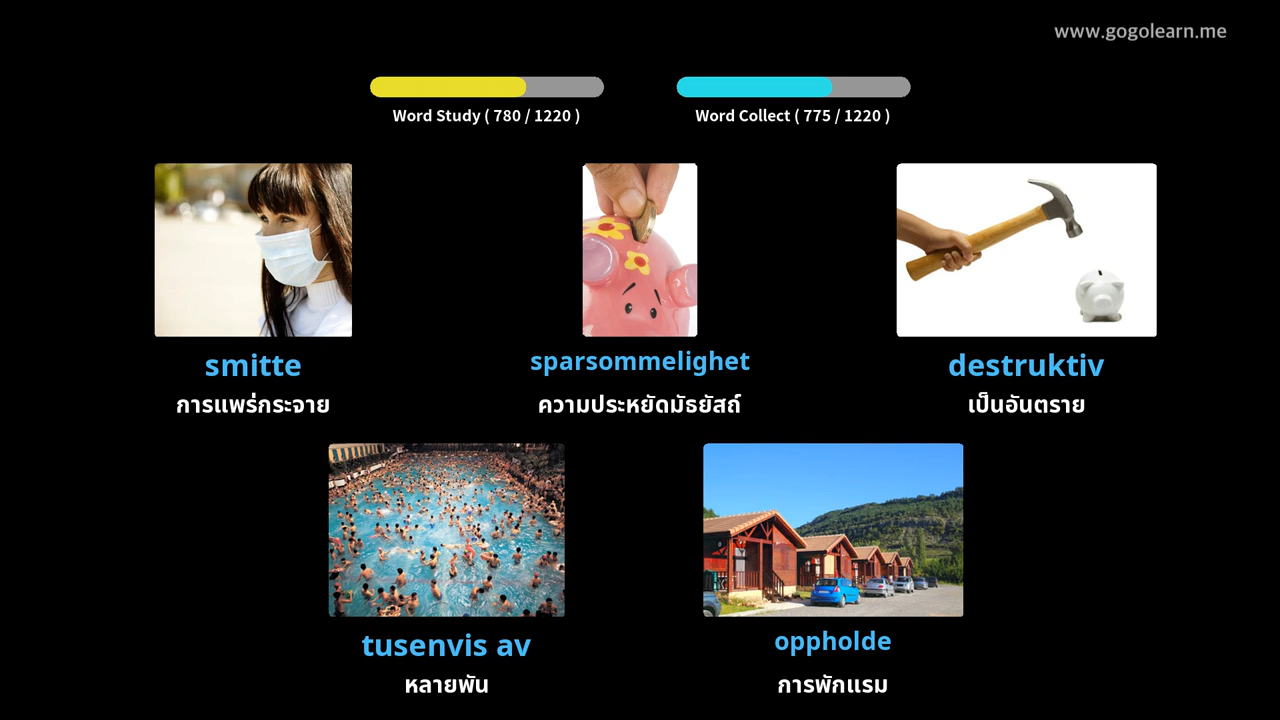 www.gogolearn.me
Word Study ( 780 / 1220 )
Word Collect ( 775 / 1220 )
smitte
การแพร่กระจาย
sparsommelighet
ความประหยัดมัธยัสถ์
destruktiv
เป็นอันตราย
tusenvis av
หลายพัน
oppholde
การพักแรม